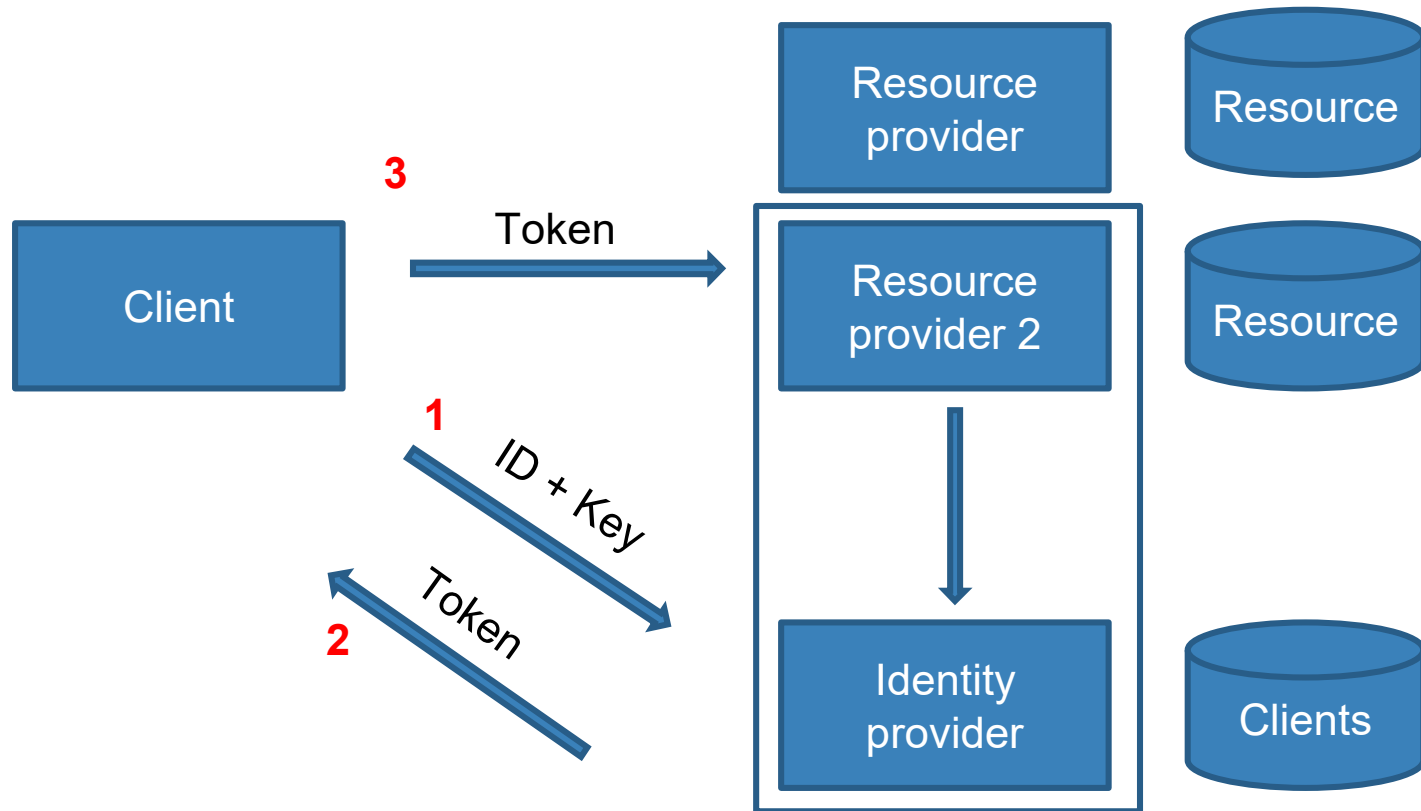 Resource
provider
Resource
3
Token
Client
Resource
provider 2
Resource
1
ID + Key
Token
2
Identity
provider
Clients